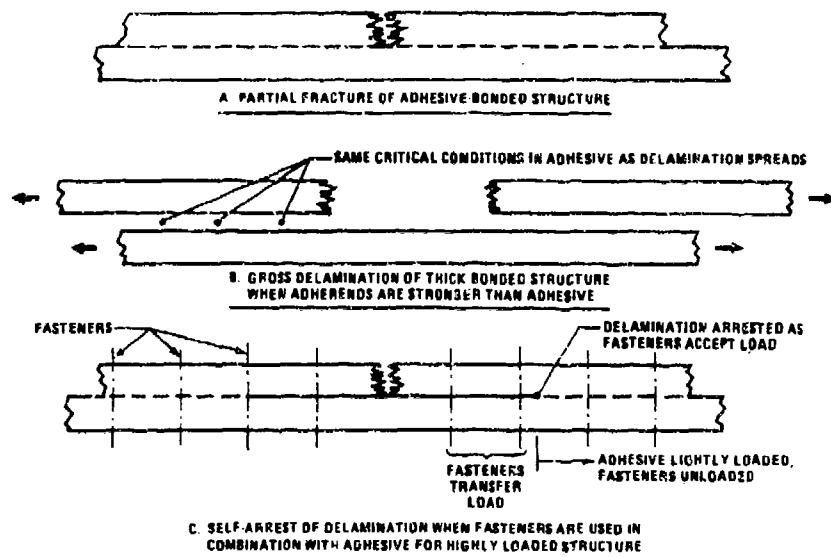 A. PARTIAL FRACTURE OF ADHESIVE-BONDED STRUCTURE
SAME CRITICAL CONDITIONS IN ADHESIVE AS DELAMINATION SPREADS
B. GROSS DELAMINATION OF THICK BONDED STRUCTURE
WHEN ADHERENDS ARE STRONGER THAN ADHESIVE
FASTENERS
DELAMINATION ARRESTED AS
FASTENERS ACCEPT LOAD
FASTENERS
TRANSFER
LOAD
ADHESIVE LIGHTLY LOADED,
FASTENERS UNLOADED
C. SELF-ARREST OF DELAMINATION WHEN FASTENERS ARE USED IN
COMBINATION WITH ADHESIVE FOR HIGHLY LOADED STRUCTURE